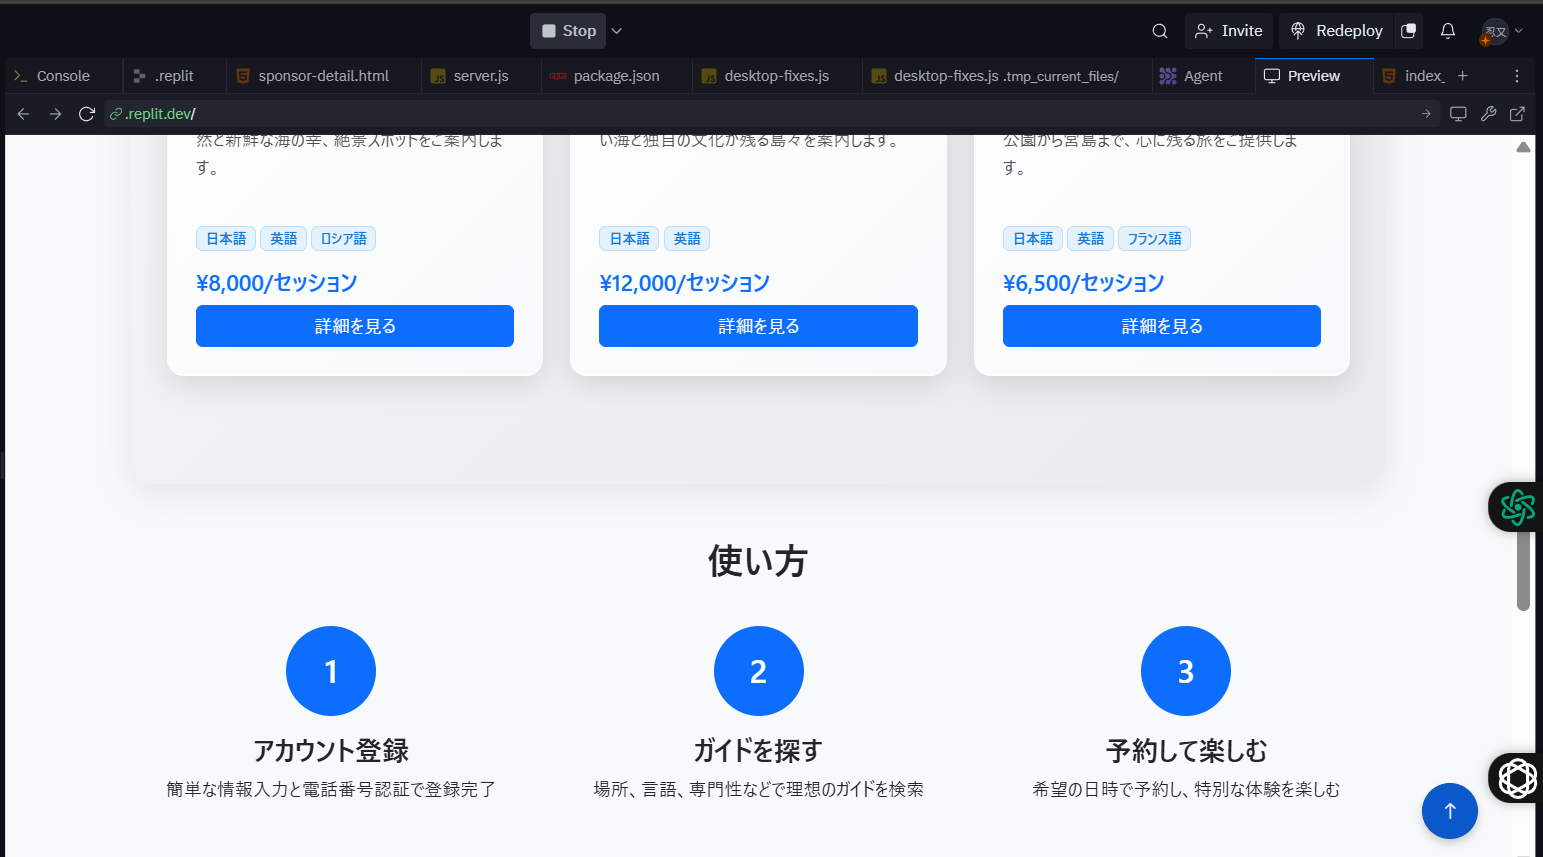 Stop
Invite
Redeploy
忍又
Console
.replit
sponsor-detail.html
server.js
package.json
desktop-fixes.js
desktop-fixes.js .tmp_current_files/
Agent
Preview
index_
.replit.dev/
然と新鮮な海の幸、絶景スポットをご案内しま
す。
い海と独自の文化が残る島々を案内します。
公園から宮島まで、心に残る旅をご提供しま
す。
日本語 英語 ロシア語
日本語 英語
日本語 英語 フランス語
¥8,000/セッション
¥12,000/セッション
¥6,500/セッション
詳細を見る
詳細を見る
詳細を見る
使い方
1
2
3
アカウント登録
ガイドを探す
予約して楽しむ
簡単な情報入力と電話番号認証で登録完了
場所、言語、専門性などで理想のガイドを検索
希望の日時で予約し、特別な体験を楽しむ